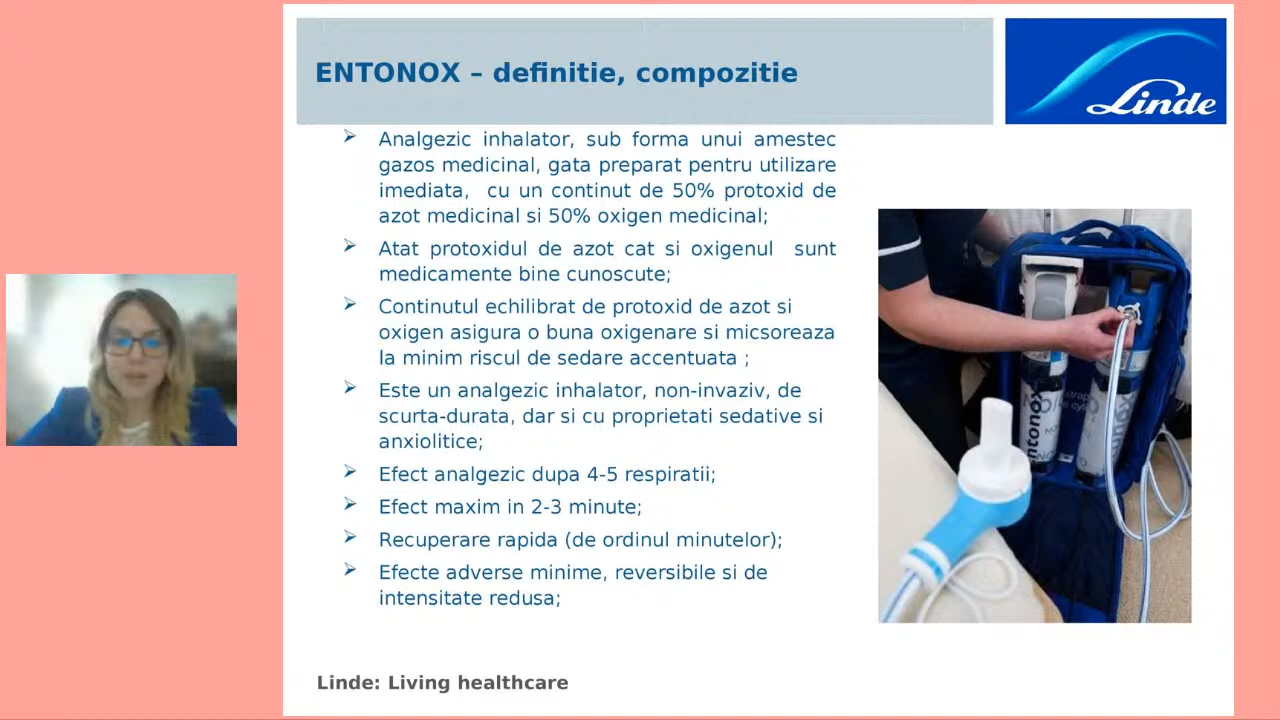 ENTONOX – definitie, compozitie
Linde
Analgezic inhalator, sub forma unui amestec
gazos medicinal, gata preparat pentru utilizare
imediata, cu un continut de 50% protoxid de
azot medicinal si 50% oxigen medicinal;
Atat protoxidul de azot cat si oxigenul sunt
medicamente bine cunoscute;
Continutul echilibrat de protoxid de azot si
oxigen asigura o buna oxigenare si micsoreaza
la minim riscul de sedare accentuata ;
Este un analgezic inhalator, non-invaziv, de
scurta-durata, dar si cu proprietati sedative si
anxiolitice;
Efect analgezic dupa 4-5 respiratii;
Efect maxim in 2-3 minute;
Recuperare rapida (de ordinul minutelor);
Efecte adverse minime, reversibile si de
intensitate redusa;
entonox
Linde: Living healthcare